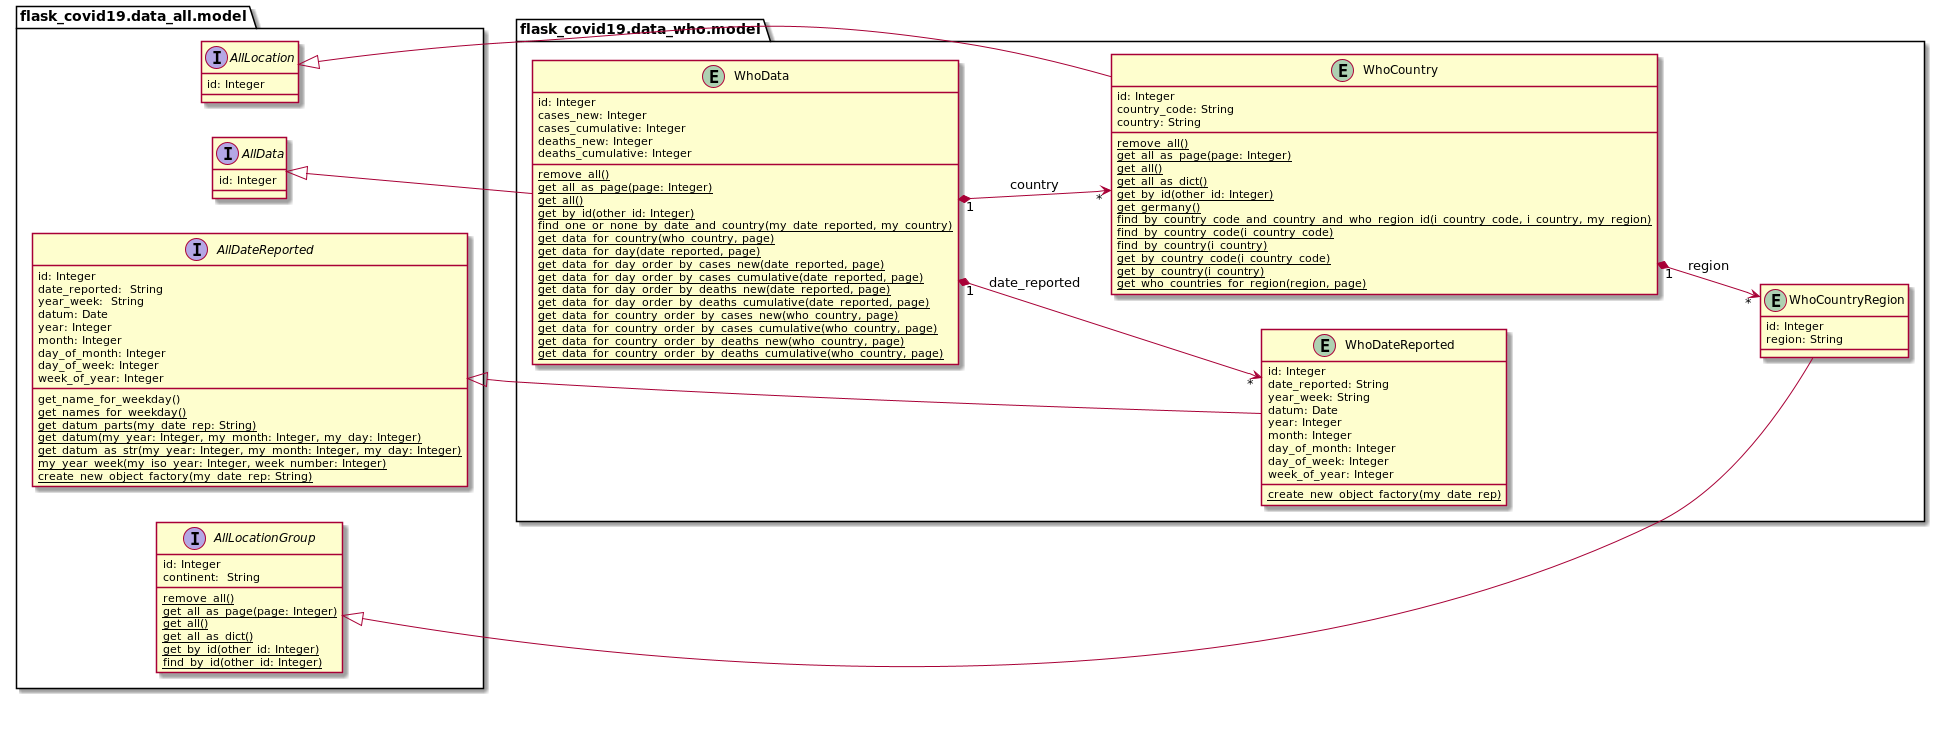 flask_covid19.data_all.model
I AllLocation
id: Integer
I AllData
id: Integer
I AllDateReported
id: Integer
date_reported:  String
year_week:  String
datum: Date
year: Integer
month: Integer
day_of_month: Integer
day_of_week: Integer
week_of_year: Integer
get_name_for_weekday()
get_names_for_weekday()
get_datum_parts(my_date_rep: String)
get_datum(my_year: Integer, my_month: Integer, my_day: Integer)
get_datum_as_str(my_year: Integer, my_month: Integer, my_day: Integer)
my_year_week(my_iso_year: Integer, week_number: Integer)
create_new_object_factory(my_date_rep: String)
I AllLocationGroup
id: Integer
continent:  String
remove_all()
get_all_as_page(page: Integer)
get_all()
get_all_as_dict()
get_by_id(other_id: Integer)
find_by_id(other_id: Integer)
flask_covid19.data_who.model
E WhoData
id: Integer
cases_new: Integer
cases_cumulative: Integer
deaths_new: Integer
deaths_cumulative: Integer
remove_all()
get_all_as_page(page: Integer)
get_all()
get_by_id(other_id: Integer)
find_one_or_none_by_date_and_country(my_date_reported, my_country)
get_data_for_country(who_country, page)
get_data_for_day(date_reported, page)
get_data_for_day_order_by_cases_new(date_reported, page)
get_data_for_day_order_by_cases_cumulative(date_reported, page)
get_data_for_day_order_by_deaths_new(date_reported, page)
get_data_for_day_order_by_deaths_cumulative(date_reported, page)
get_data_for_country_order_by_cases_new(who_country, page)
get_data_for_country_order_by_cases_cumulative(who_country, page)
get_data_for_country_order_by_deaths_new(who_country, page)
get_data_for_country_order_by_deaths_cumulative(who_country, page)
country
1
*
date_reported
1
*
E WhoCountry
id: Integer
country_code: String
country: String
remove_all()
get_all_as_page(page: Integer)
get_all()
get_all_as_dict()
get_by_id(other_id: Integer)
get_germany()
find_by_country_code_and_country_and_who_region_id(i_country_code, i_country, my_region)
find_by_country_code(i_country_code)
find_by_country(i_country)
get_by_country_code(i_country_code)
get_by_country(i_country)
get_who_countries_for_region(region, page)
region
1
*
E WhoDateReported
id: Integer
date_reported: String
year_week: String
datum: Date
year: Integer
month: Integer
day_of_month: Integer
day_of_week: Integer
week_of_year: Integer
create_new_object_factory(my_date_rep)
E WhoCountryRegion
id: Integer
region: String